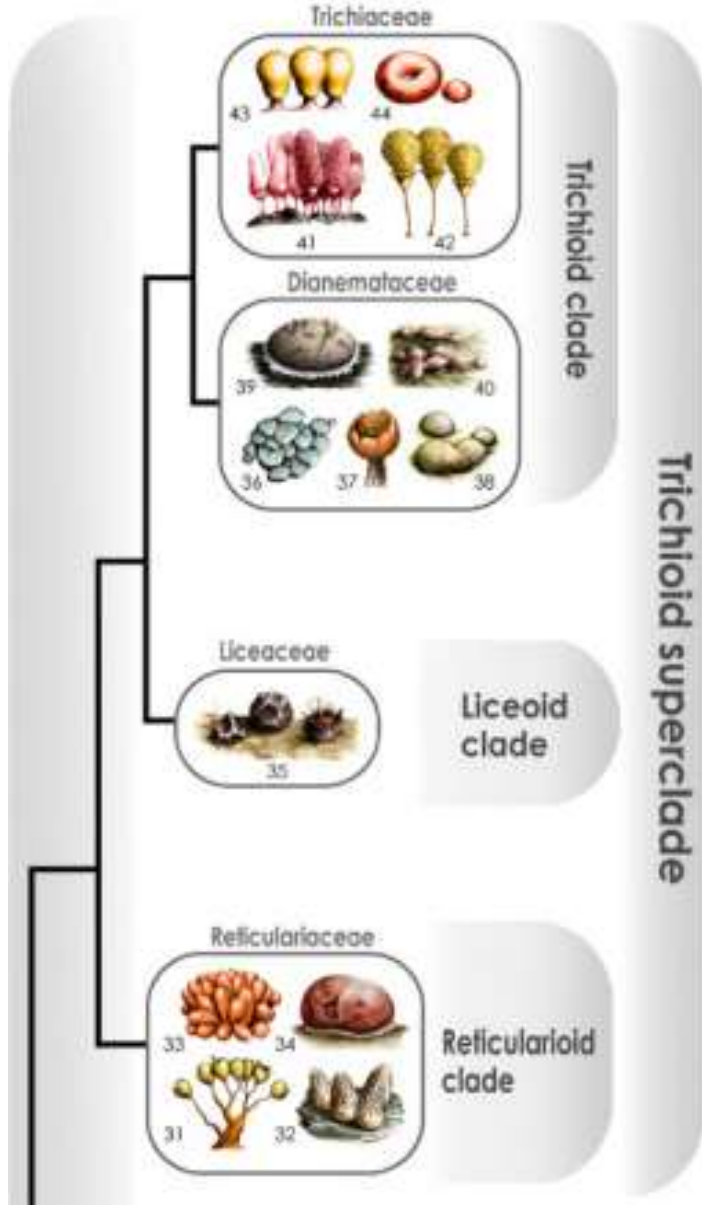 Trichiaceae
43
44
41
42
Trichioid clade
Dianemataceae
39
40
36
37
38
Trichioid superclade
Liceaceae
35
Liceoid
clade
Reticulariaceae
33
34
31
32
Reticularioid
clade